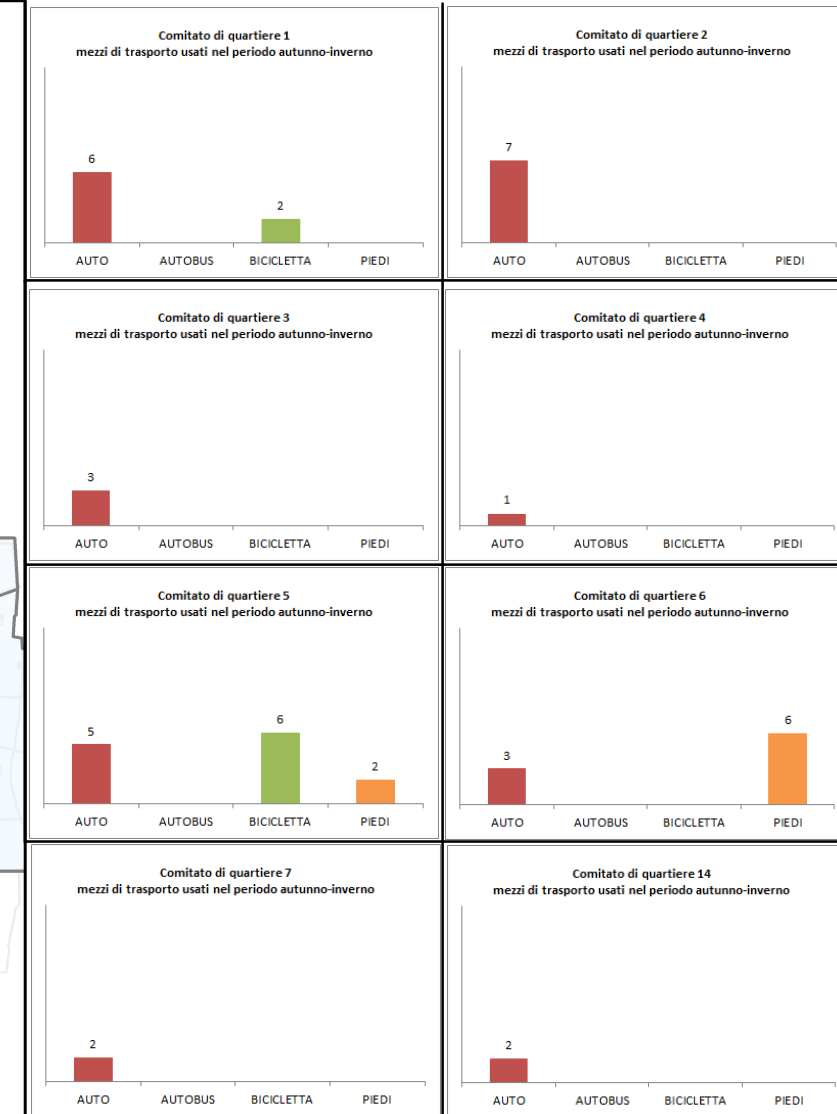 Comitato di quartiere 1
mezzi di trasporto usati nel periodo autunno-inverno
6
2
AUTO AUTOBUS BICICLETTA PIEDI
Comitato di quartiere 2
mezzi di trasporto usati nel periodo autunno-inverno
7
AUTO AUTOBUS BICICLETTA PIEDI
Comitato di quartiere 3
mezzi di trasporto usati nel periodo autunno-inverno
3
AUTO AUTOBUS BICICLETTA PIEDI
Comitato di quartiere 4
mezzi di trasporto usati nel periodo autunno-inverno
1
AUTO AUTOBUS BICICLETTA PIEDI
Comitato di quartiere 5
mezzi di trasporto usati nel periodo autunno-inverno
5
6
2
AUTO AUTOBUS BICICLETTA PIEDI
Comitato di quartiere 6
mezzi di trasporto usati nel periodo autunno-inverno
3
6
AUTO AUTOBUS BICICLETTA PIEDI
Comitato di quartiere 7
mezzi di trasporto usati nel periodo autunno-inverno
2
AUTO AUTOBUS BICICLETTA PIEDI
Comitato di quartiere 14
mezzi di trasporto usati nel periodo autunno-inverno
2
AUTO AUTOBUS BICICLETTA PIEDI